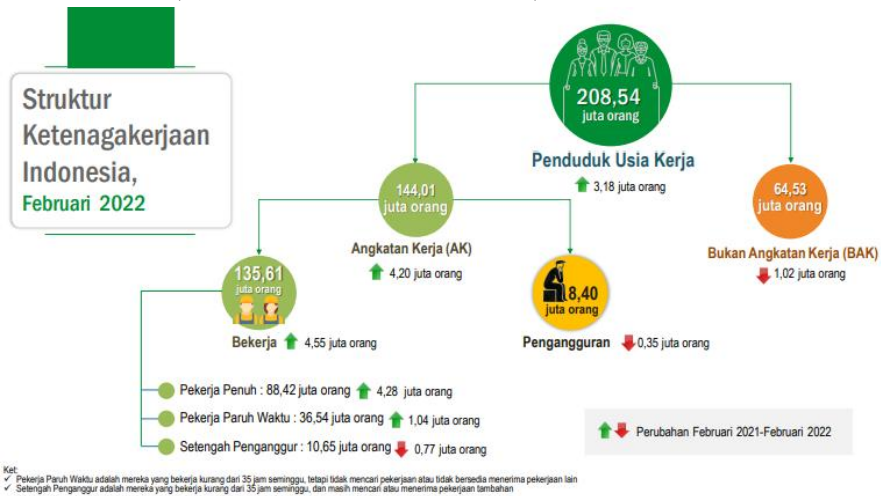 Struktur
Ketenagakerjaan
Indonesia,
Februari 2022
208,54
juta orang
Penduduk Usia Kerja
3,18 juta orang
144,01
juta orang
Angkatan Kerja (AK)
4,20 juta orang
64,53
juta orang
Bukan Angkatan Kerja (BAK)
1,02 juta orang
135,61
juta orang
Bekerja
4,55 juta orang
8,40
juta orang
Pengangguran
0,35 juta orang
Pekerja Penuh : 88,42 juta orang 4,28 juta orang
Pekerja Paruh Waktu : 36,54 juta orang 1,04 juta orang
Setengah Penganggur : 10,65 juta orang 0,77 juta orang
Perubahan Februari 2021-Februari 2022
Ket:
✓ Pekerja Paruh Waktu adalah mereka yang bekerja kurang dari 35 jam seminggu, tetapi tidak mencari pekerjaan atau tidak bersedia menerima pekerjaan lain
✓ Setengah Penganggur adalah mereka yang bekerja kurang dari 35 jam seminggu, dan masih mencari atau menerima pekerjaan tambahan